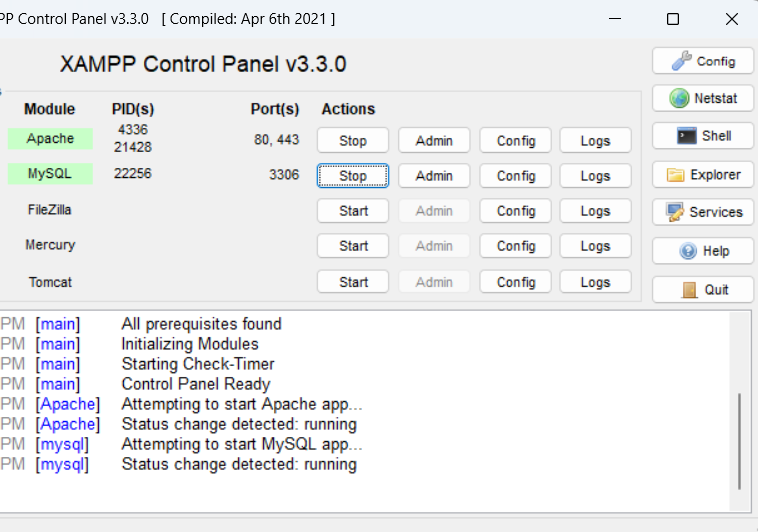 PP Control Panel v3.3.0 [ Compiled: Apr 6th 2021 ]
XAMPP Control Panel v3.3.0
Config
Module PID(s) Port(s) Actions
Netstat
Apache 4336 21428 80, 443 Stop Admin Config Logs
Shell
MySQL 22256 3306 Stop Admin Config Logs
Explorer
FileZilla Start Admin Config Logs
Services
Mercury Start Admin Config Logs
Help
Tomcat Start Admin Config Logs
Quit
PM [main] All prerequisites found
PM [main] Initializing Modules
PM [main] Starting Check-Timer
PM [main] Control Panel Ready
PM [Apache] Attempting to start Apache app...
PM [Apache] Status change detected: running
PM [mysql] Attempting to start MySQL app...
PM [mysql] Status change detected: running